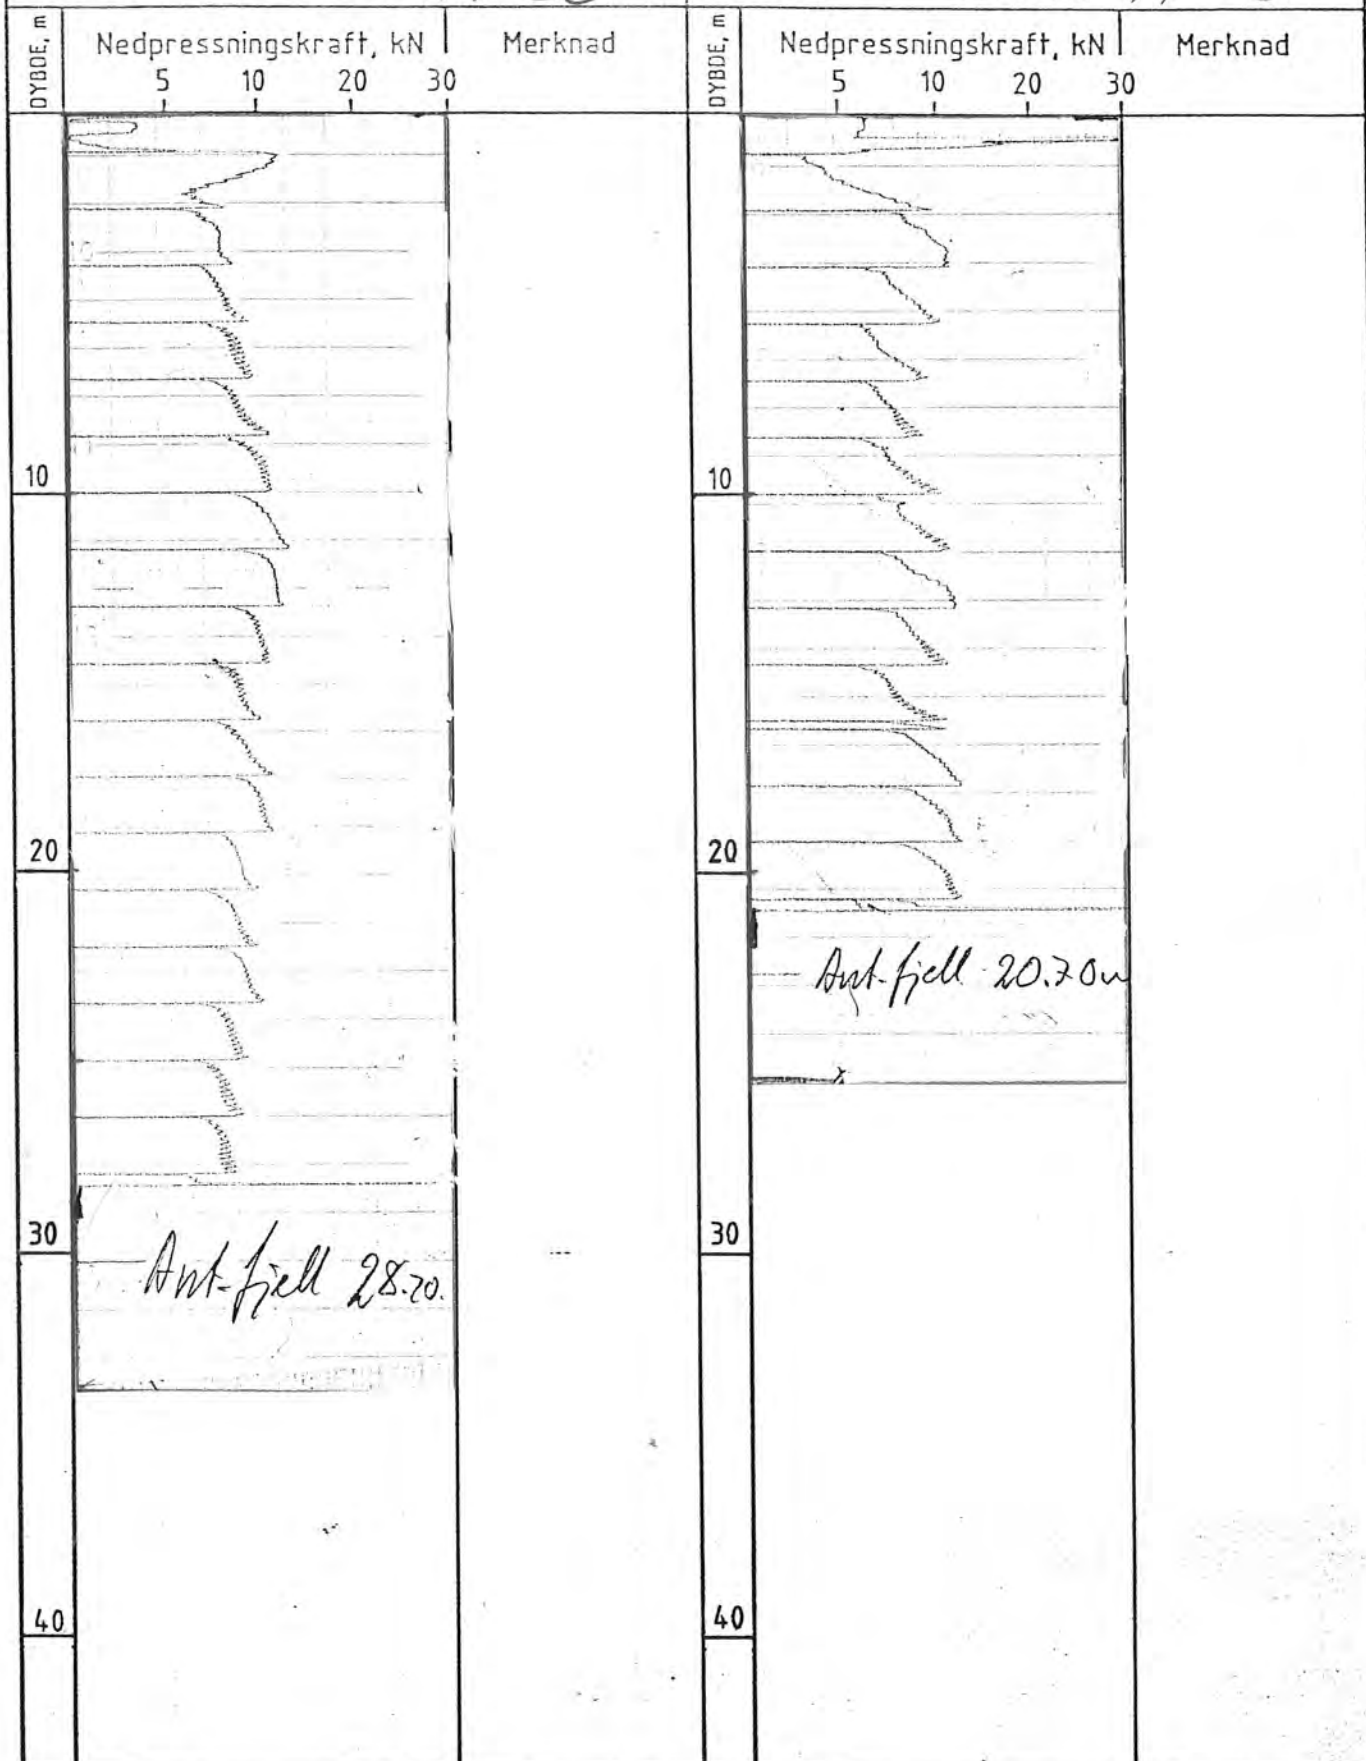 DYBDE, m
Nedpressningskraft, kN
Merknad
5 10 20 30
10
20
30
40
Ant-fjell 28.70.
DYBDE, m
Nedpressningskraft, kN
Merknad
5 10 20 30
10
20
30
40
Ant-fjell 20.70m